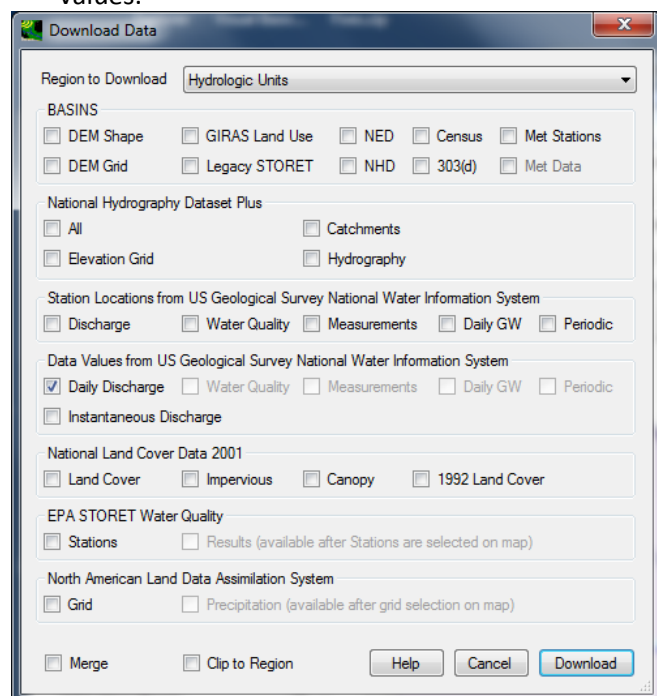 values.
Download Data
Region to Download Hydrologic Units
BASINS
DEM Shape GIRAS Land Use NED Census Met Stations
DEM Grid Legacy STORET NHD 303(d) Met Data
National Hydrography Dataset Plus
All Catchments
Elevation Grid Hydrography
Station Locations from US Geological Survey National Water Information System
Discharge Water Quality Measurements Daily GW Periodic
Data Values from US Geological Survey National Water Information System
Daily Discharge Water Quality Measurements Daily GW Periodic
Instantaneous Discharge
National Land Cover Data 2001
Land Cover Impervious Canopy 1992 Land Cover
EPA STORET Water Quality
Stations Results (available after Stations are selected on map)
North American Land Data Assimilation System
Grid Precipitation (available after grid selection on map)
Merge Clip to Region Help Cancel Download